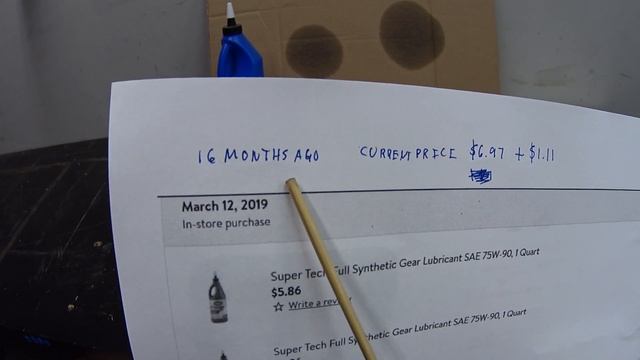 16 MONTHS AGO CURRENT PRICE $6.97 + $1.11
March 12, 2019
In-store purchase
Super Tech Full Synthetic Gear Lubricant SAE 75W-90, 1 Quart
$5.86
☆ Write a rev
Super Tech Full Synthetic Gear Lubricant SAE 75W-90, 1 Quart